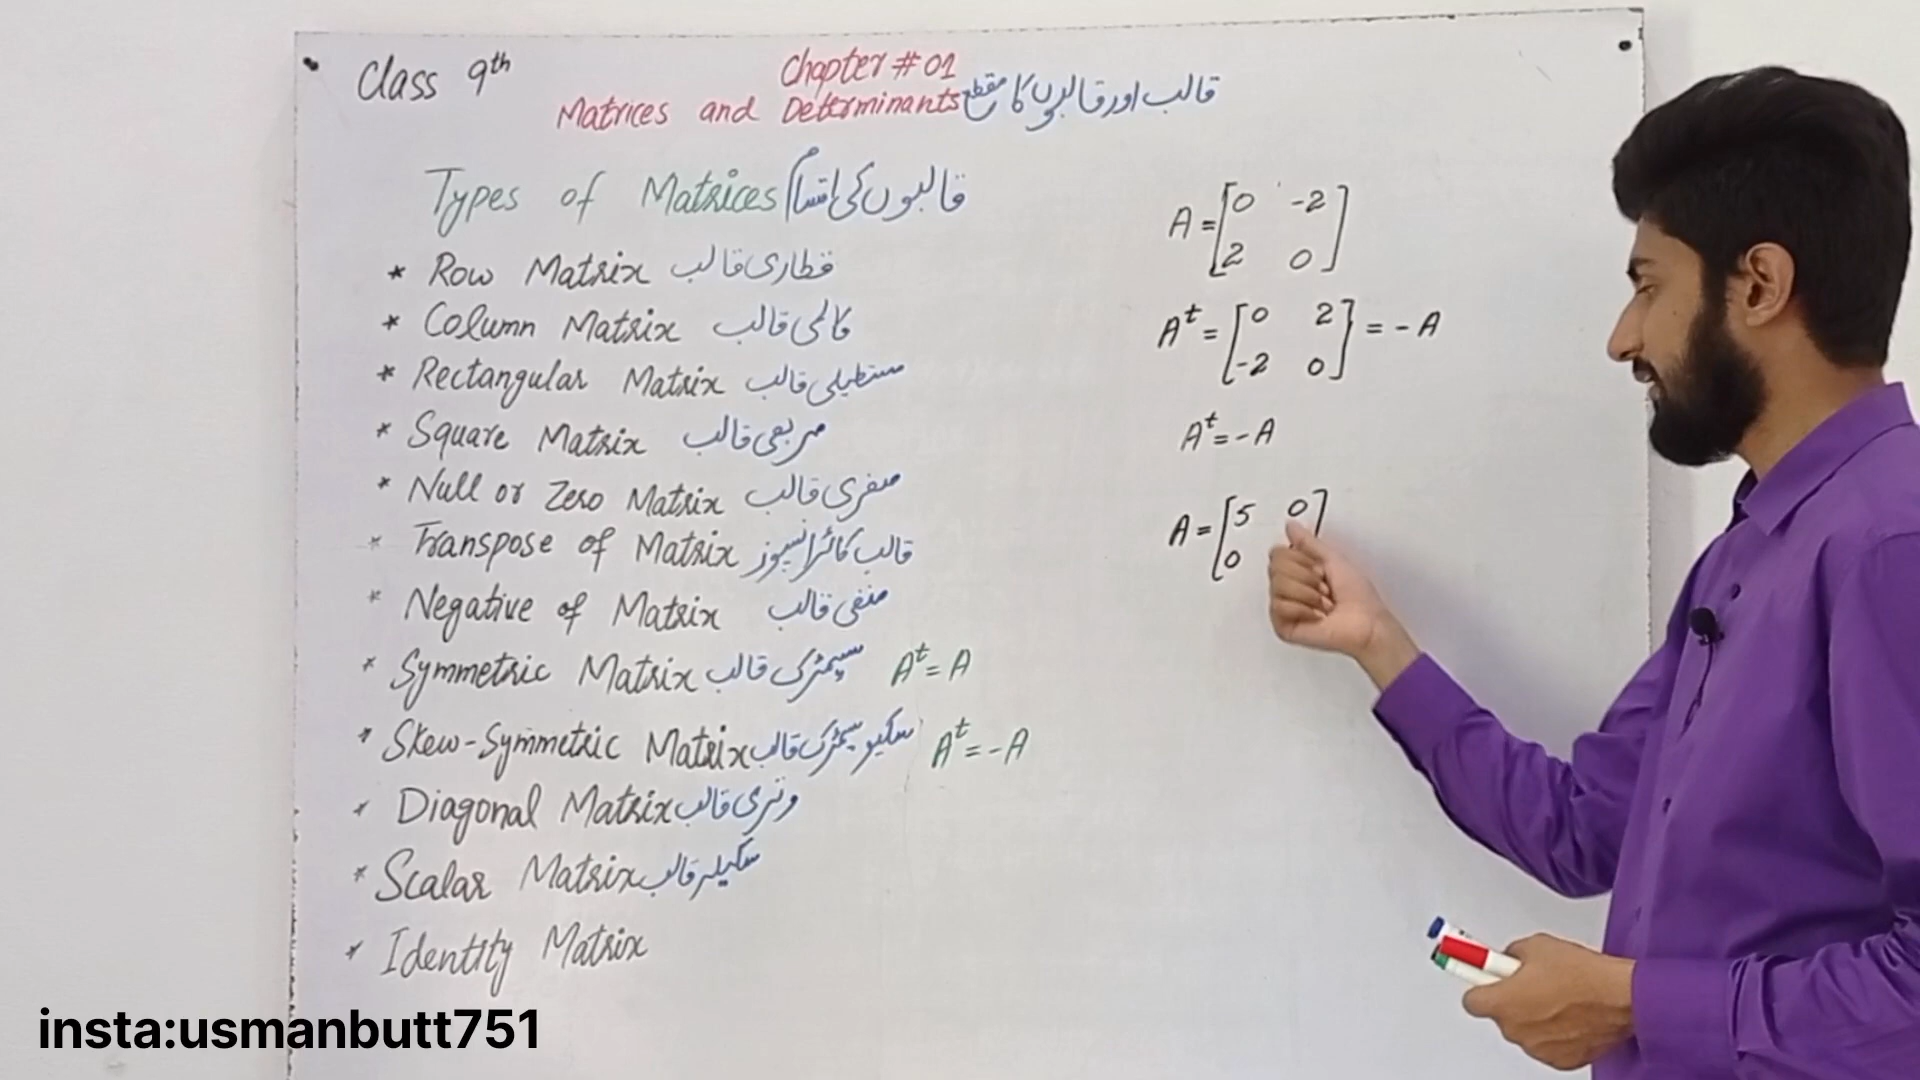 Class 9th
Chapter # 01
Matrices and Determinants قالب اور قالبوں کا مقطع
Types of Matrices قالبوں کی اقسام
* Row Matrix قطاری قالب
* Column Matrix کالمی قالب
* Rectangular Matrix مستطیلی قالب
* Square Matrix مربعی قالب
* Null or Zero Matrix صفری قالب
* Transpose of Matrix قالب کا ٹرانسپوز
* Negative of Matrix منفی قالب
* Symmetric Matrix سیمٹرک قالب Aᵗ = A
* Skew-Symmetric Matrix سکیو سیمٹرک قالب Aᵗ = -A
* Diagonal Matrix وتری قالب
* Scalar Matrix سکیلر قالب
* Identity Matrix
A = [0 -2
2 0]
Aᵗ = [0 2
-2 0] = -A
Aᵗ = -A
A = [5 0]
0
insta:usmanbutt751